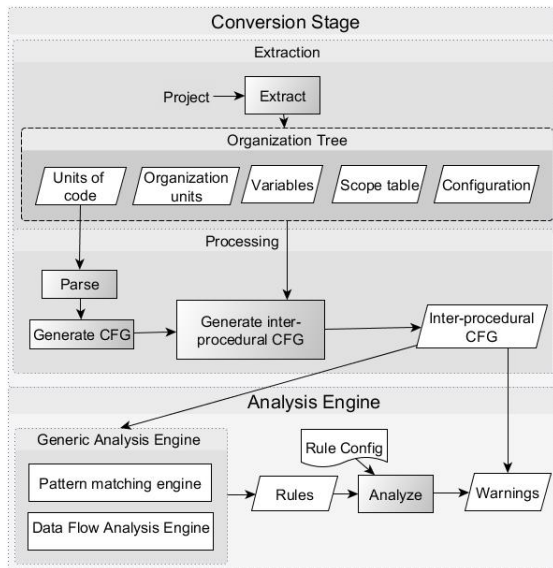 Conversion Stage
Extraction
Project
Extract
Organization Tree
Units of
code
Organization
units
Variables
Scope table
Configuration
Processing
Parse
Generate CFG
Generate inter-
procedural CFG
Inter-procedural
CFG
Analysis Engine
Generic Analysis Engine
Pattern matching engine
Data Flow Analysis Engine
Rule Config
Rules
Analyze
Warnings